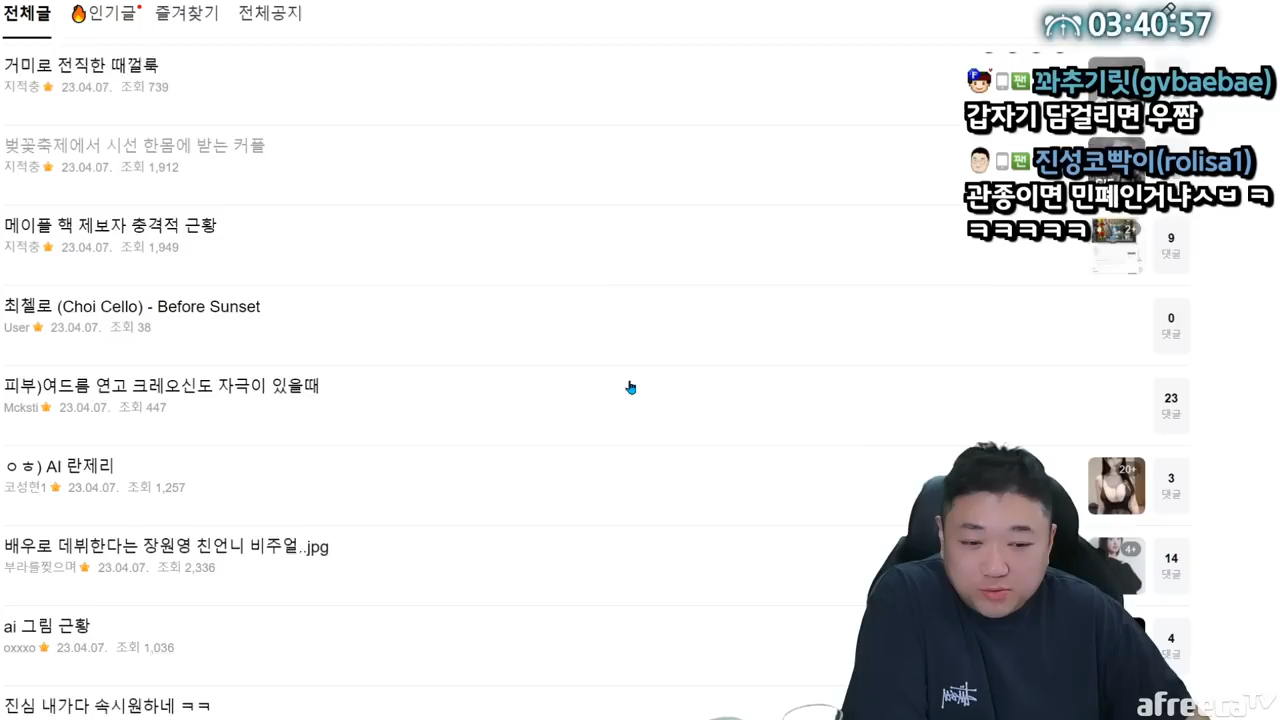 전체글 인기글 즐겨찾기 전체공지
03:40:57
거미로 전직한 때껄룩
지적충 23.04.07. 조회 739
꽈추기릿(gvbaebae)
갑자기 담걸리면 우짬
벚꽃축제에서 시선 한몸에 받는 커플
지적충 23.04.07. 조회 1,912
진성코빡이(rolisa1)
관종이면 민폐인거냐ㅅㅂ ㅋ
ㅋㅋㅋㅋㅋ
메이플 핵 제보자 충격적 근황
지적충 23.04.07. 조회 1,949
2+
9
댓글
최첼로 (Choi Cello) - Before Sunset
User 23.04.07. 조회 38
0
댓글
피부)여드름 연고 크레오신도 자극이 있을때
Mcksti 23.04.07. 조회 447
23
댓글
ㅇㅎ) AI 란제리
코성현1 23.04.07. 조회 1,257
20+
3
댓글
배우로 데뷔한다는 장원영 친언니 비주얼..jpg
부라를찢으며 23.04.07. 조회 2,336
4+
14
댓글
ai 그림 근황
oxxxo 23.04.07. 조회 1,036
4
댓글
진심 내가다 속시원하네 ㅋㅋ
afreecaTV